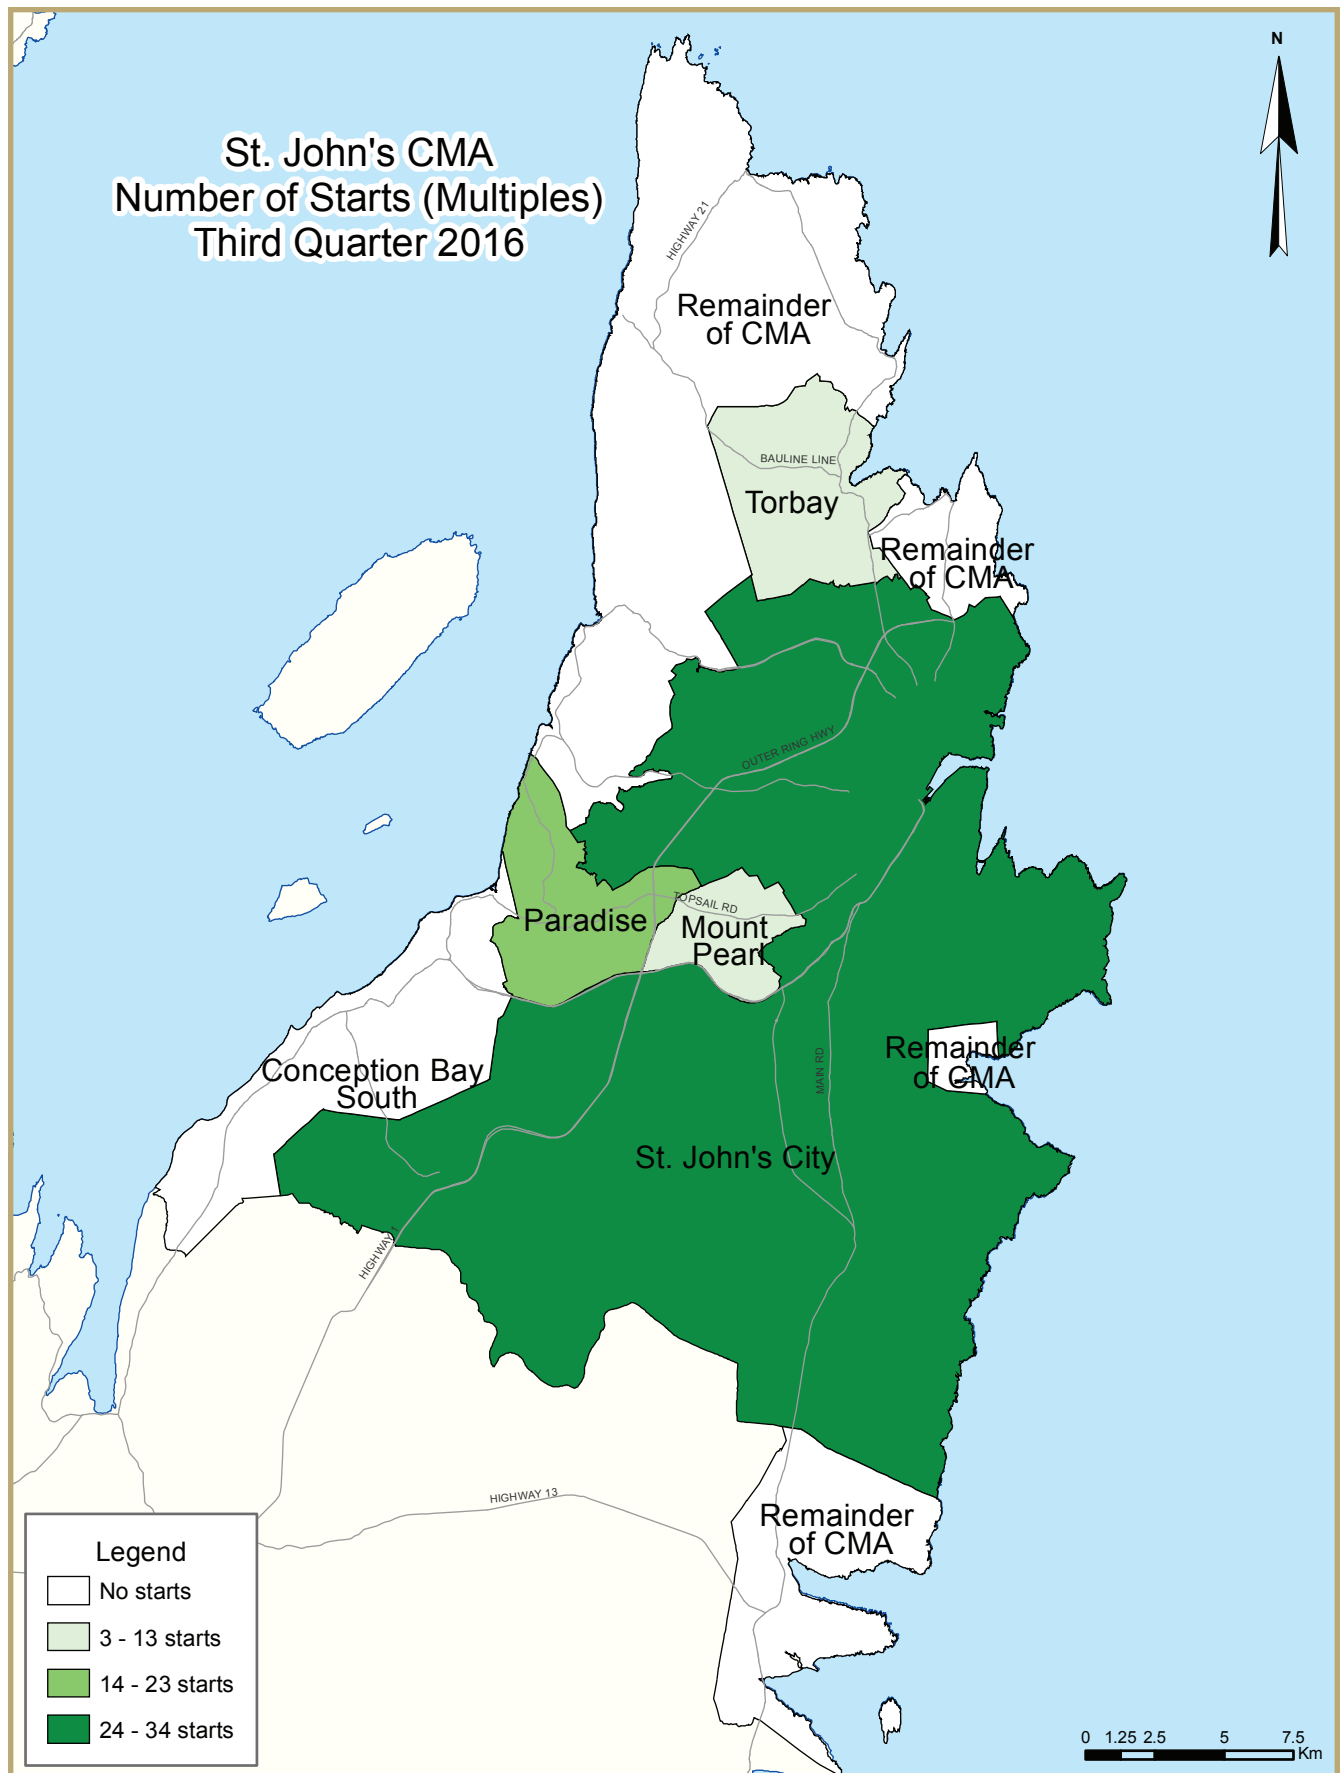 N
St. John's CMA
Number of Starts (Multiples)
Third Quarter 2016
HIGHWAY 21
Remainder
of CMA
BAULINE LINE
Torbay
Remainder
of CMA
OUTER RING HWY
TOPSAIL RD
Paradise
Mount
Pearl
Remainder
of CMA
Conception Bay
South
MAIN RD
St. John's City
HIGHWAY 1
HIGHWAY 13
Remainder
of CMA
Legend
No starts
3 - 13 starts
14 - 23 starts
24 - 34 starts
0 1.25 2.5 5 7.5
Km